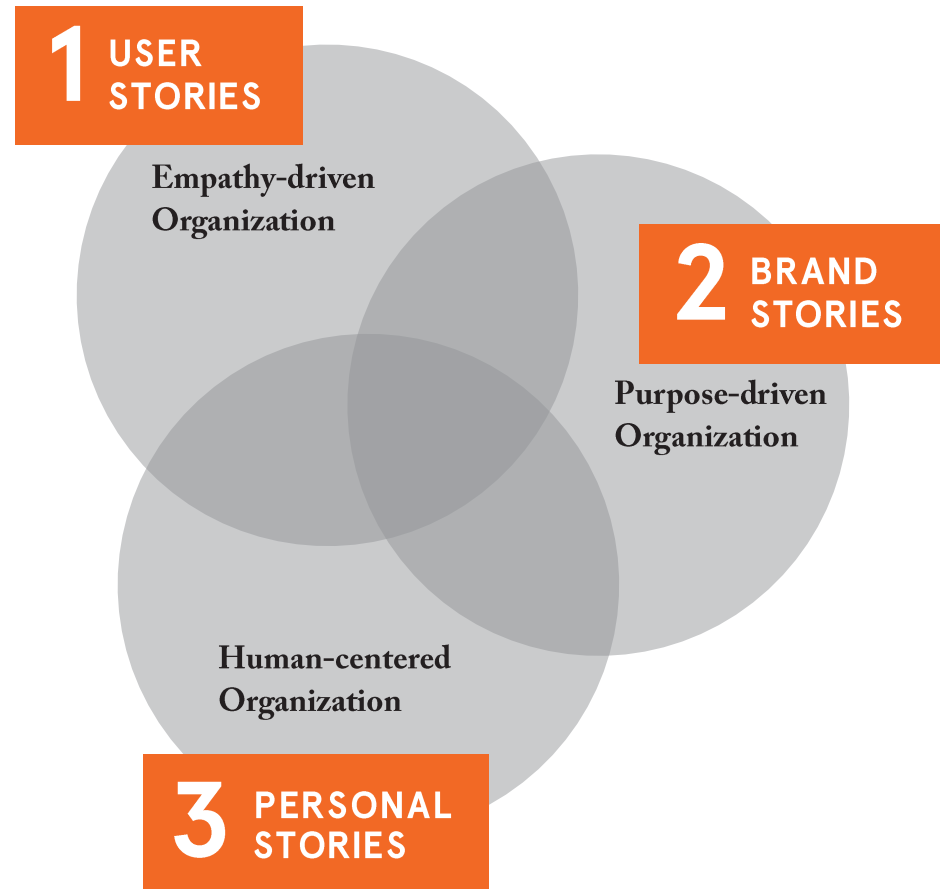 1 USER
STORIES
Empathy-driven
Organization
2 BRAND
STORIES
Purpose-driven
Organization
Human-centered
Organization
3 PERSONAL
STORIES